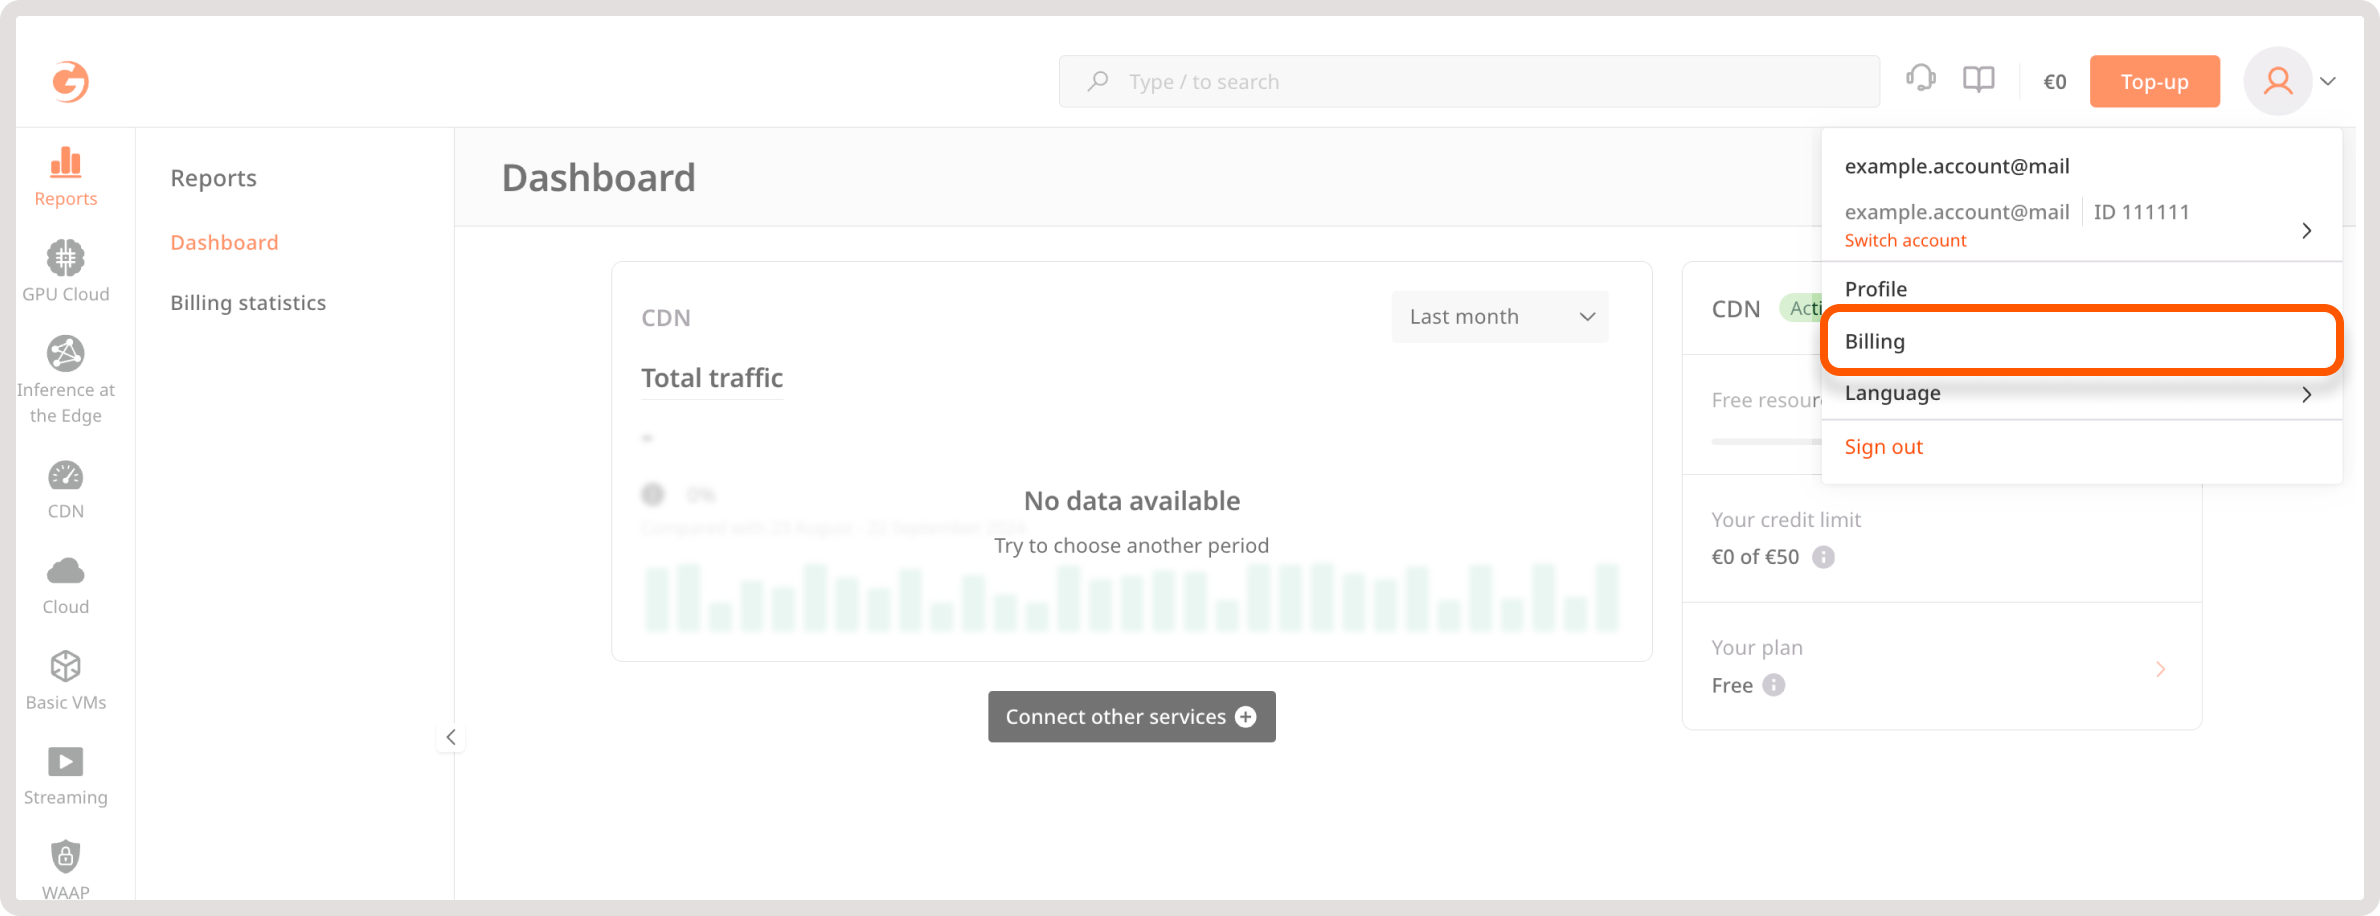 Type / to search
€0
Top-up
example.account@mail
example.account@mail
ID 111111
Switch account
Profile
Billing
Language
Sign out
Reports
GPU Cloud
Inference at
the Edge
CDN
Cloud
Basic VMs
Streaming
WAAP
Reports
Dashboard
Billing statistics
Dashboard
CDN
Last month
Total traffic
-
0%
No data available
Try to choose another period
Connect other services
CDN
Acti
Free resour
Your credit limit
€0 of €50
Your plan
Free